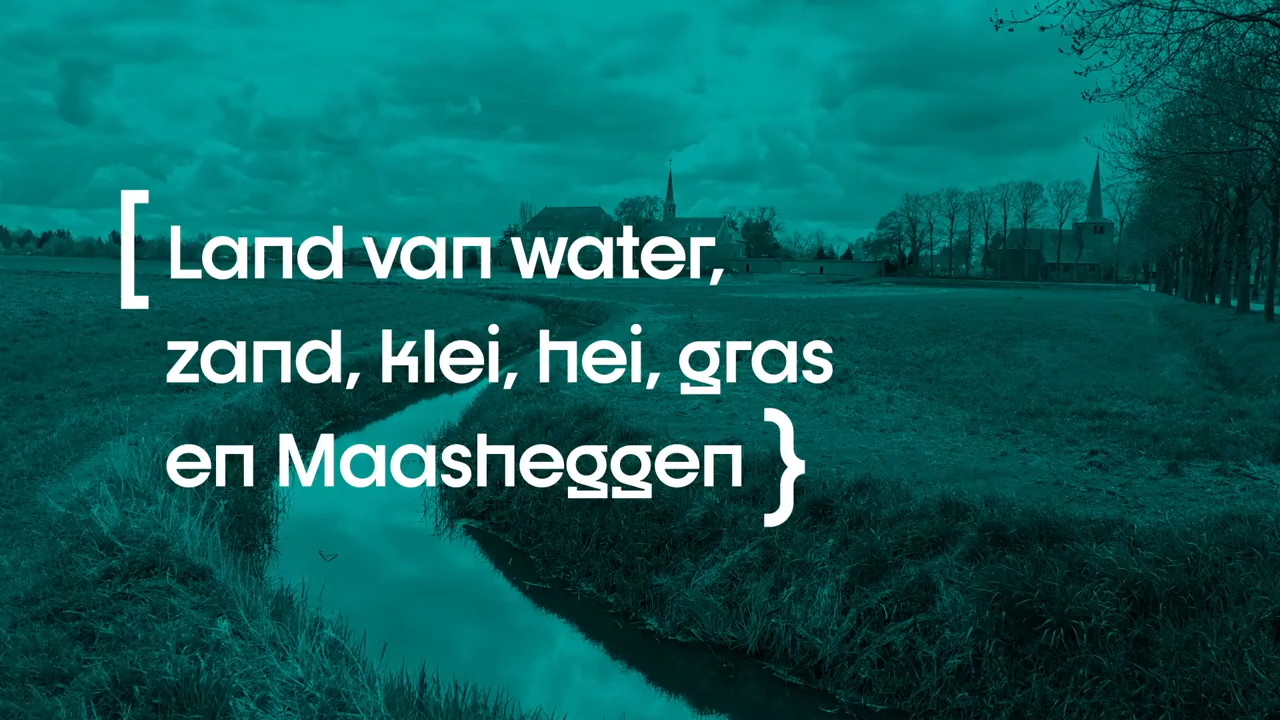 [ Land van water,
zand, klei, hei, gras
en Maasheggen }